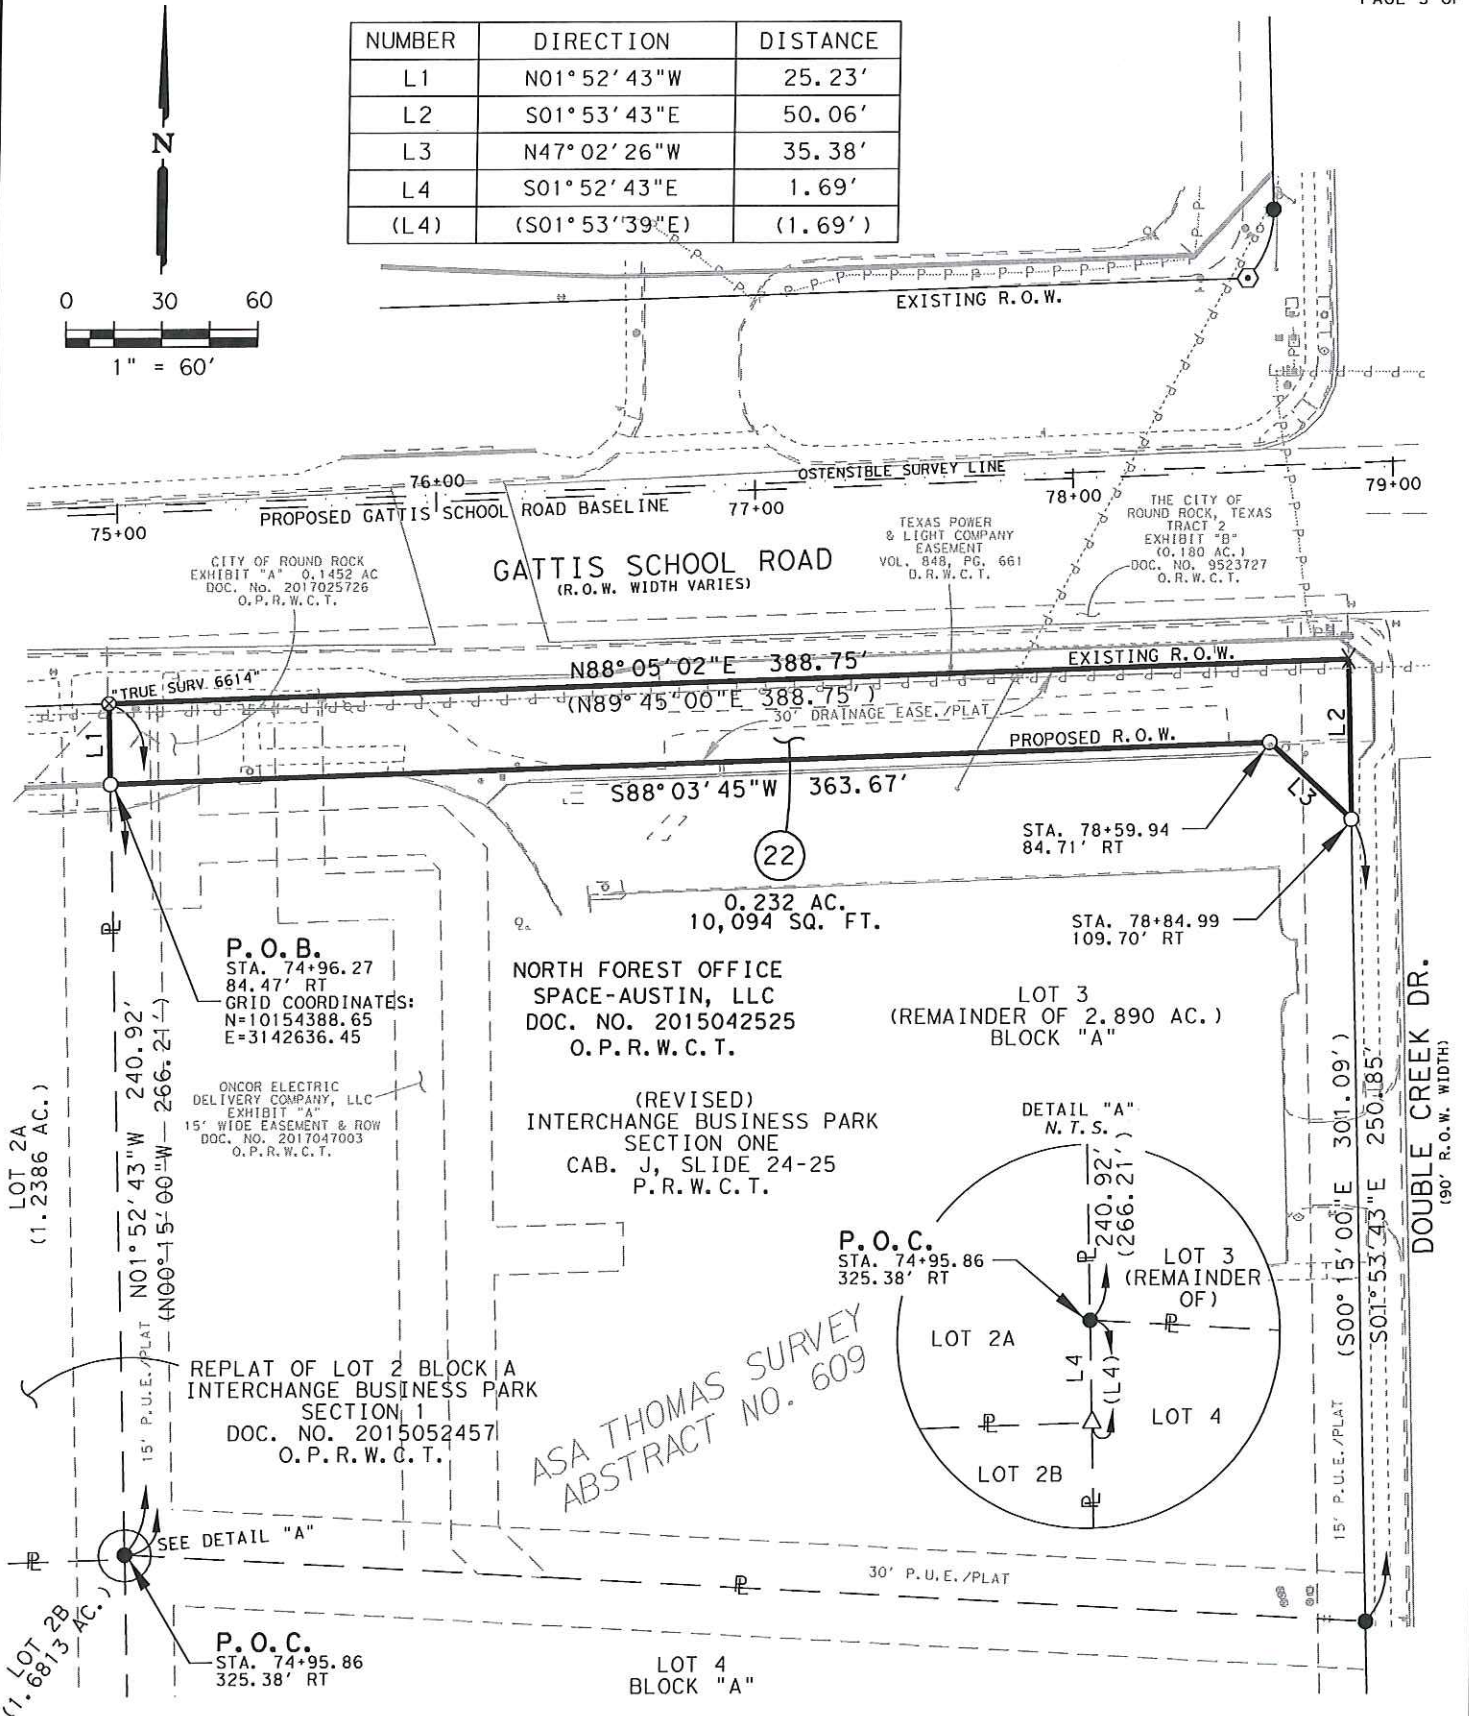 PAGE 3 OF
NUMBER DIRECTION DISTANCE
L1 N01°52'43"W 25.23'
L2 S01°53'43"E 50.06'
L3 N47°02'26"W 35.38'
L4 S01°52'43"E 1.69'
(L4) (S01°53'39"E) (1.69')
N
0 30 60
1" = 60'
EXISTING R.O.W.
OSTENSIBLE SURVEY LINE
76+00
75+00
77+00
78+00
79+00
PROPOSED GATTIS SCHOOL ROAD BASELINE
CITY OF ROUND ROCK
EXHIBIT "A" 0.1452 AC
DOC. No. 2017025726
O.P.R.W.C.T.
GATTIS SCHOOL ROAD
(R.O.W. WIDTH VARIES)
TEXAS POWER
& LIGHT COMPANY
EASEMENT
VOL. 848, PG. 661
D.R.W.C.T.
THE CITY OF
ROUND ROCK, TEXAS
TRACT 2
EXHIBIT "B"
(0.180 AC.)
DOC. NO. 9523727
O.R.W.C.T.
"TRUE SURV 6614"
N88°05'02"E 388.75'
(N89°45'00"E 388.75')
EXISTING R.O.W.
30' DRAINAGE EASE./PLAT
PROPOSED R.O.W.
L1
L2
L3
S88°03'45"W 363.67'
STA. 78+59.94
84.71' RT
22
0.232 AC.
10,094 SQ. FT.
STA. 78+84.99
109.70' RT
P.O.B.
STA. 74+96.27
84.47' RT
GRID COORDINATES:
N=10154388.65
E=3142636.45
NORTH FOREST OFFICE
SPACE-AUSTIN, LLC
DOC. NO. 2015042525
O.P.R.W.C.T.
LOT 3
(REMAINDER OF 2.890 AC.)
BLOCK "A"
ONCOR ELECTRIC
DELIVERY COMPANY, LLC
EXHIBIT "A"
15' WIDE EASEMENT & ROW
DOC. NO. 2017047003
O.P.R.W.C.T.
(REVISED)
INTERCHANGE BUSINESS PARK
SECTION ONE
CAB. J, SLIDE 24-25
P.R.W.C.T.
LOT 2A
(1.2386 AC.)
N01°52'43"W 240.92'
(N00°15'00"W 266.21')
15' P.U.E./PLAT
DETAIL "A"
N.T.S.
240.92'
(266.21')
P.O.C.
STA. 74+95.86
325.38' RT
LOT 3
(REMAINDER
OF)
LOT 2A
L4
(L4)
LOT 4
LOT 2B
(S00°15'00"E 301.09')
S01°53'43"E 250.85'
DOUBLE CREEK DR.
(90' R.O.W. WIDTH)
15' P.U.E./PLAT
REPLAT OF LOT 2 BLOCK A
INTERCHANGE BUSINESS PARK
SECTION 1
DOC. NO. 2015052457
O.P.R.W.C.T.
ASA THOMAS SURVEY
ABSTRACT NO. 609
SEE DETAIL "A"
30' P.U.E./PLAT
LOT 2B
(1.6813 AC.)
P.O.C.
STA. 74+95.86
325.38' RT
LOT 4
BLOCK "A"